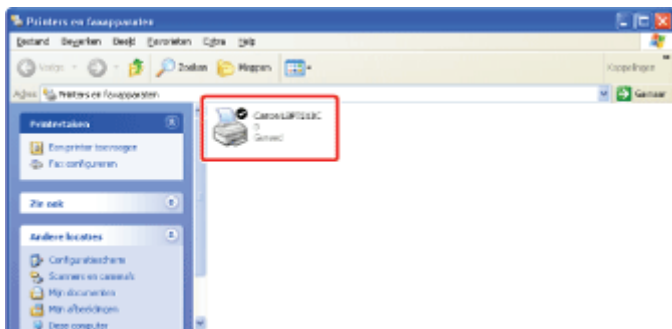 Printers en faxapparaten
Bestand Bewerken Beeld Favorieten Extra Help
Vorige Zoeken Mappen Koppelingen
Adres Printers en faxapparaten Ga naar
Printertaken
Een printer toevoegen
Fax configureren
Zie ook
Andere locaties
Configuratiescherm
Scanners en camera's
Mijn documenten
Mijn afbeeldingen
Deze computer
0
Gereed